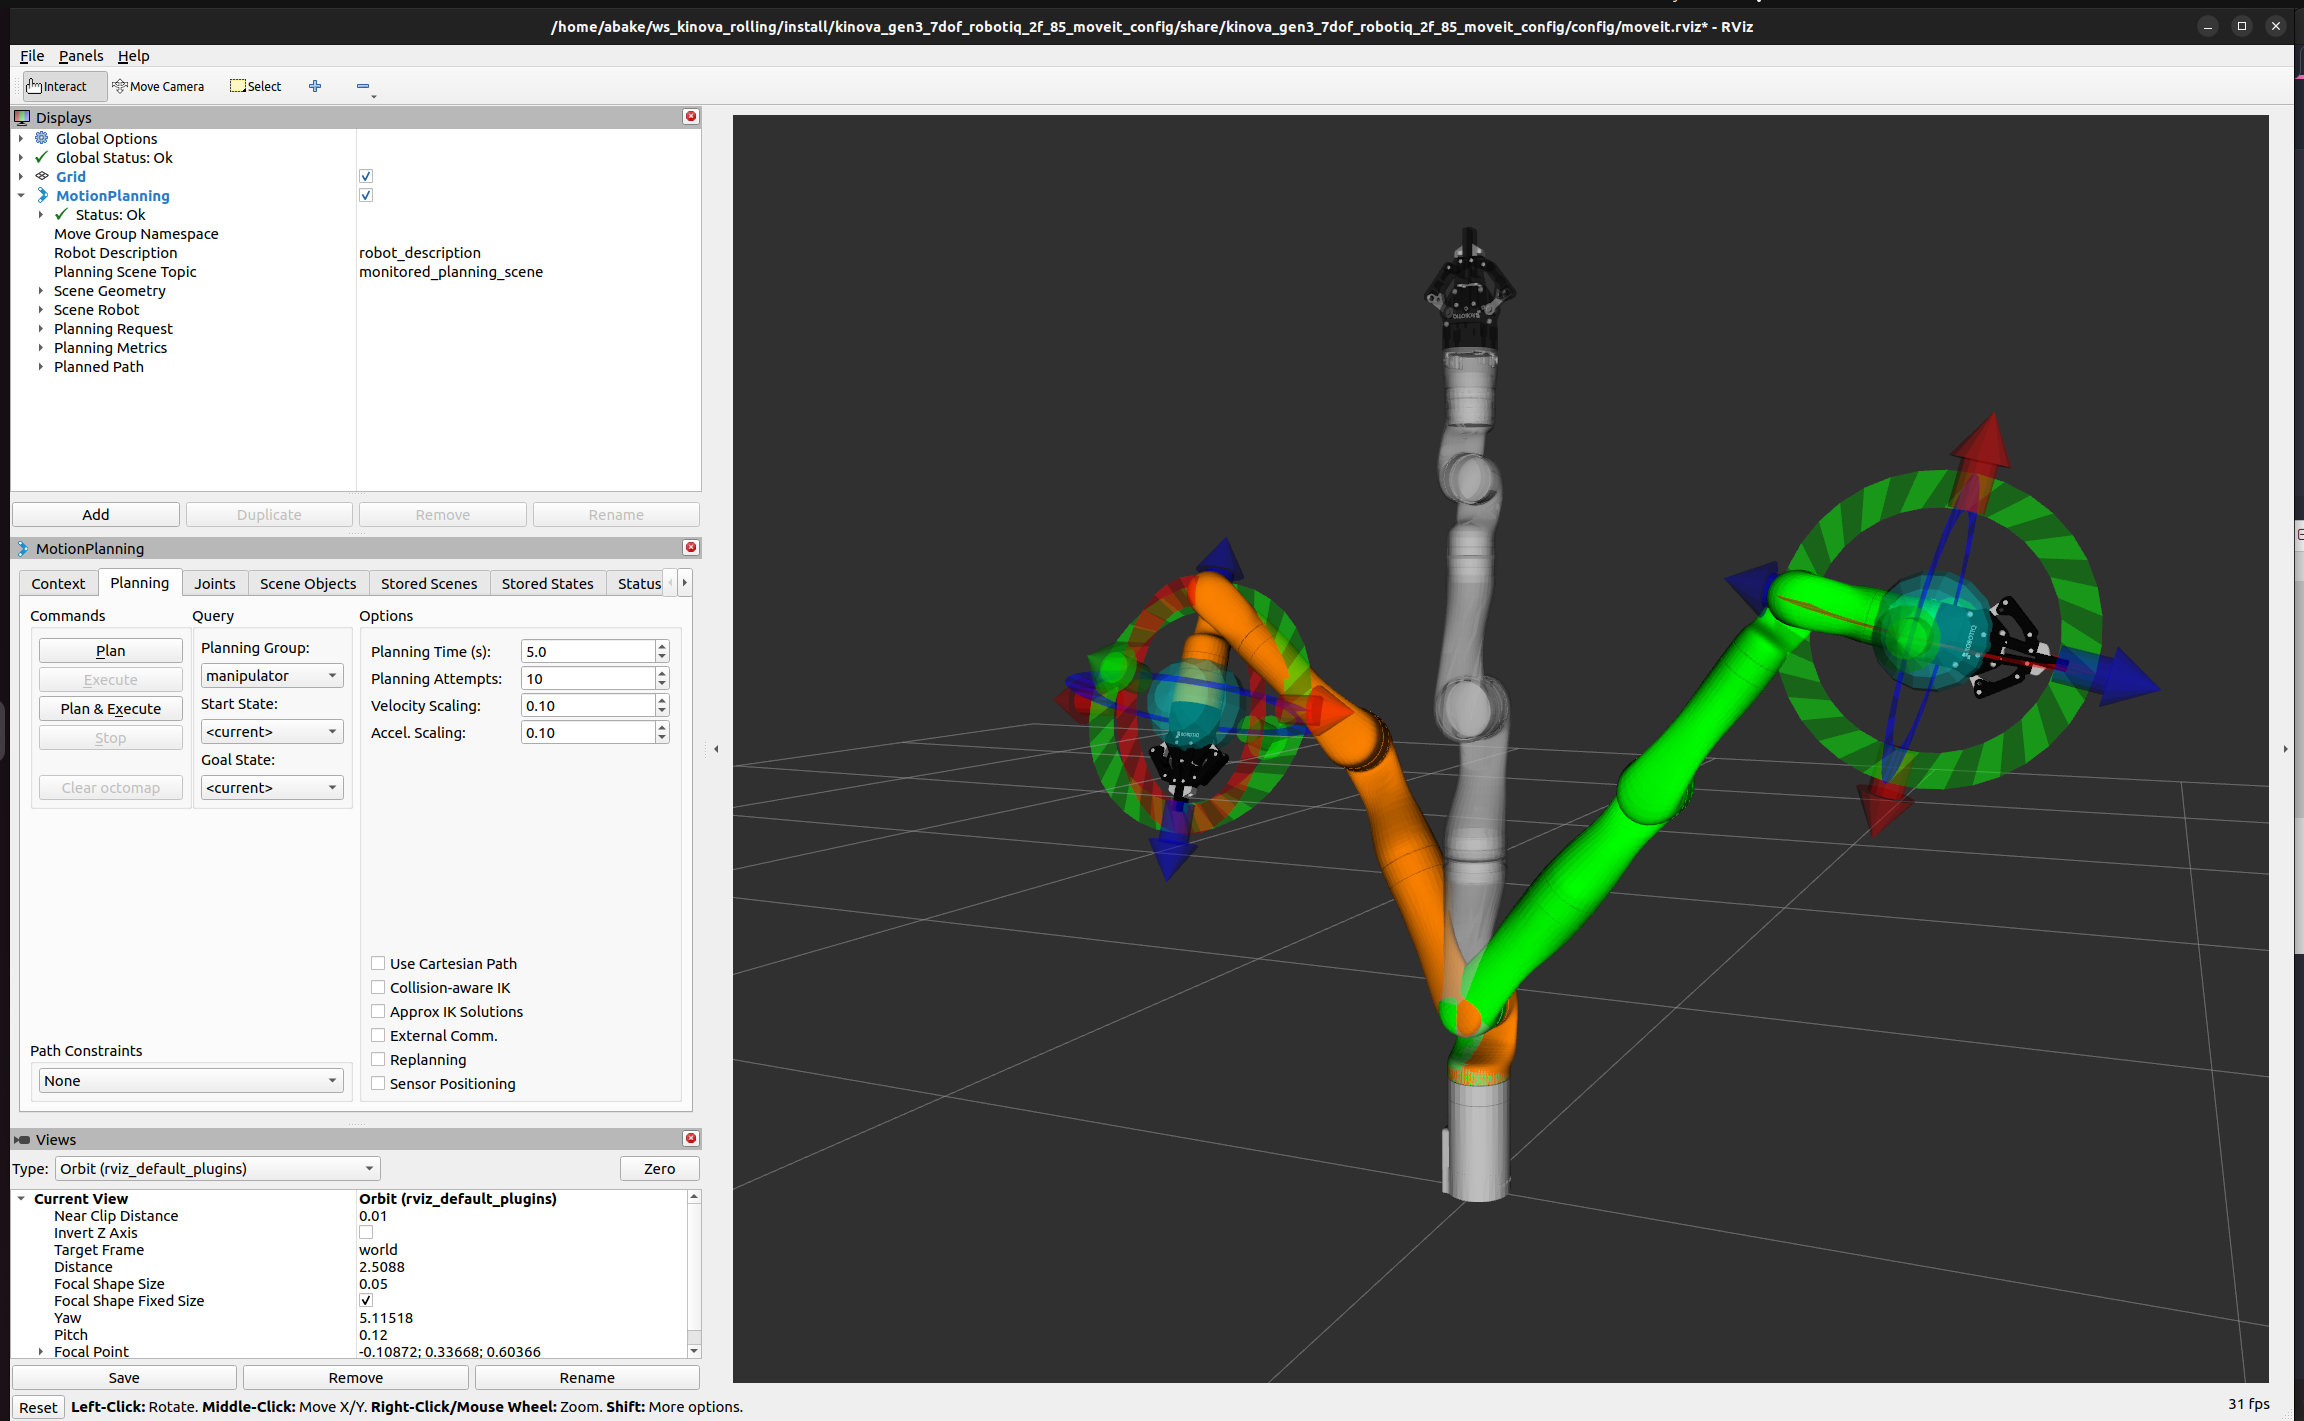 /home/abake/ws_kinova_rolling/install/kinova_gen3_7dof_robotiq_2f_85_moveit_config/share/kinova_gen3_7dof_robotiq_2f_85_moveit_config/config/moveit.rviz* - RViz
File Panels Help
Interact Move Camera Select
Displays
Global Options
Global Status: Ok
Grid
MotionPlanning
Status: Ok
Move Group Namespace
Robot Description robot_description
Planning Scene Topic monitored_planning_scene
Scene Geometry
Scene Robot
Planning Request
Planning Metrics
Planned Path
Add Duplicate Remove Rename
MotionPlanning
Context Planning Joints Scene Objects Stored Scenes Stored States Status
Commands Query Options
Plan
Execute
Plan & Execute
Stop
Clear octomap
Planning Group:
manipulator
Start State:
<current>
Goal State:
<current>
Planning Time (s): 5.0
Planning Attempts: 10
Velocity Scaling: 0.10
Accel. Scaling: 0.10
Use Cartesian Path
Collision-aware IK
Approx IK Solutions
External Comm.
Replanning
Sensor Positioning
Path Constraints
None
Views
Type: Orbit (rviz_default_plugins) Zero
Current View Orbit (rviz_default_plugins)
Near Clip Distance 0.01
Invert Z Axis
Target Frame world
Distance 2.5088
Focal Shape Size 0.05
Focal Shape Fixed Size
Yaw 5.11518
Pitch 0.12
Focal Point -0.10872; 0.33668; 0.60366
Save Remove Rename
Reset Left-Click: Rotate. Middle-Click: Move X/Y. Right-Click/Mouse Wheel: Zoom. Shift: More options.
31 fps
ROBOTIQ
ROBOTIQ
ROBOTIQ